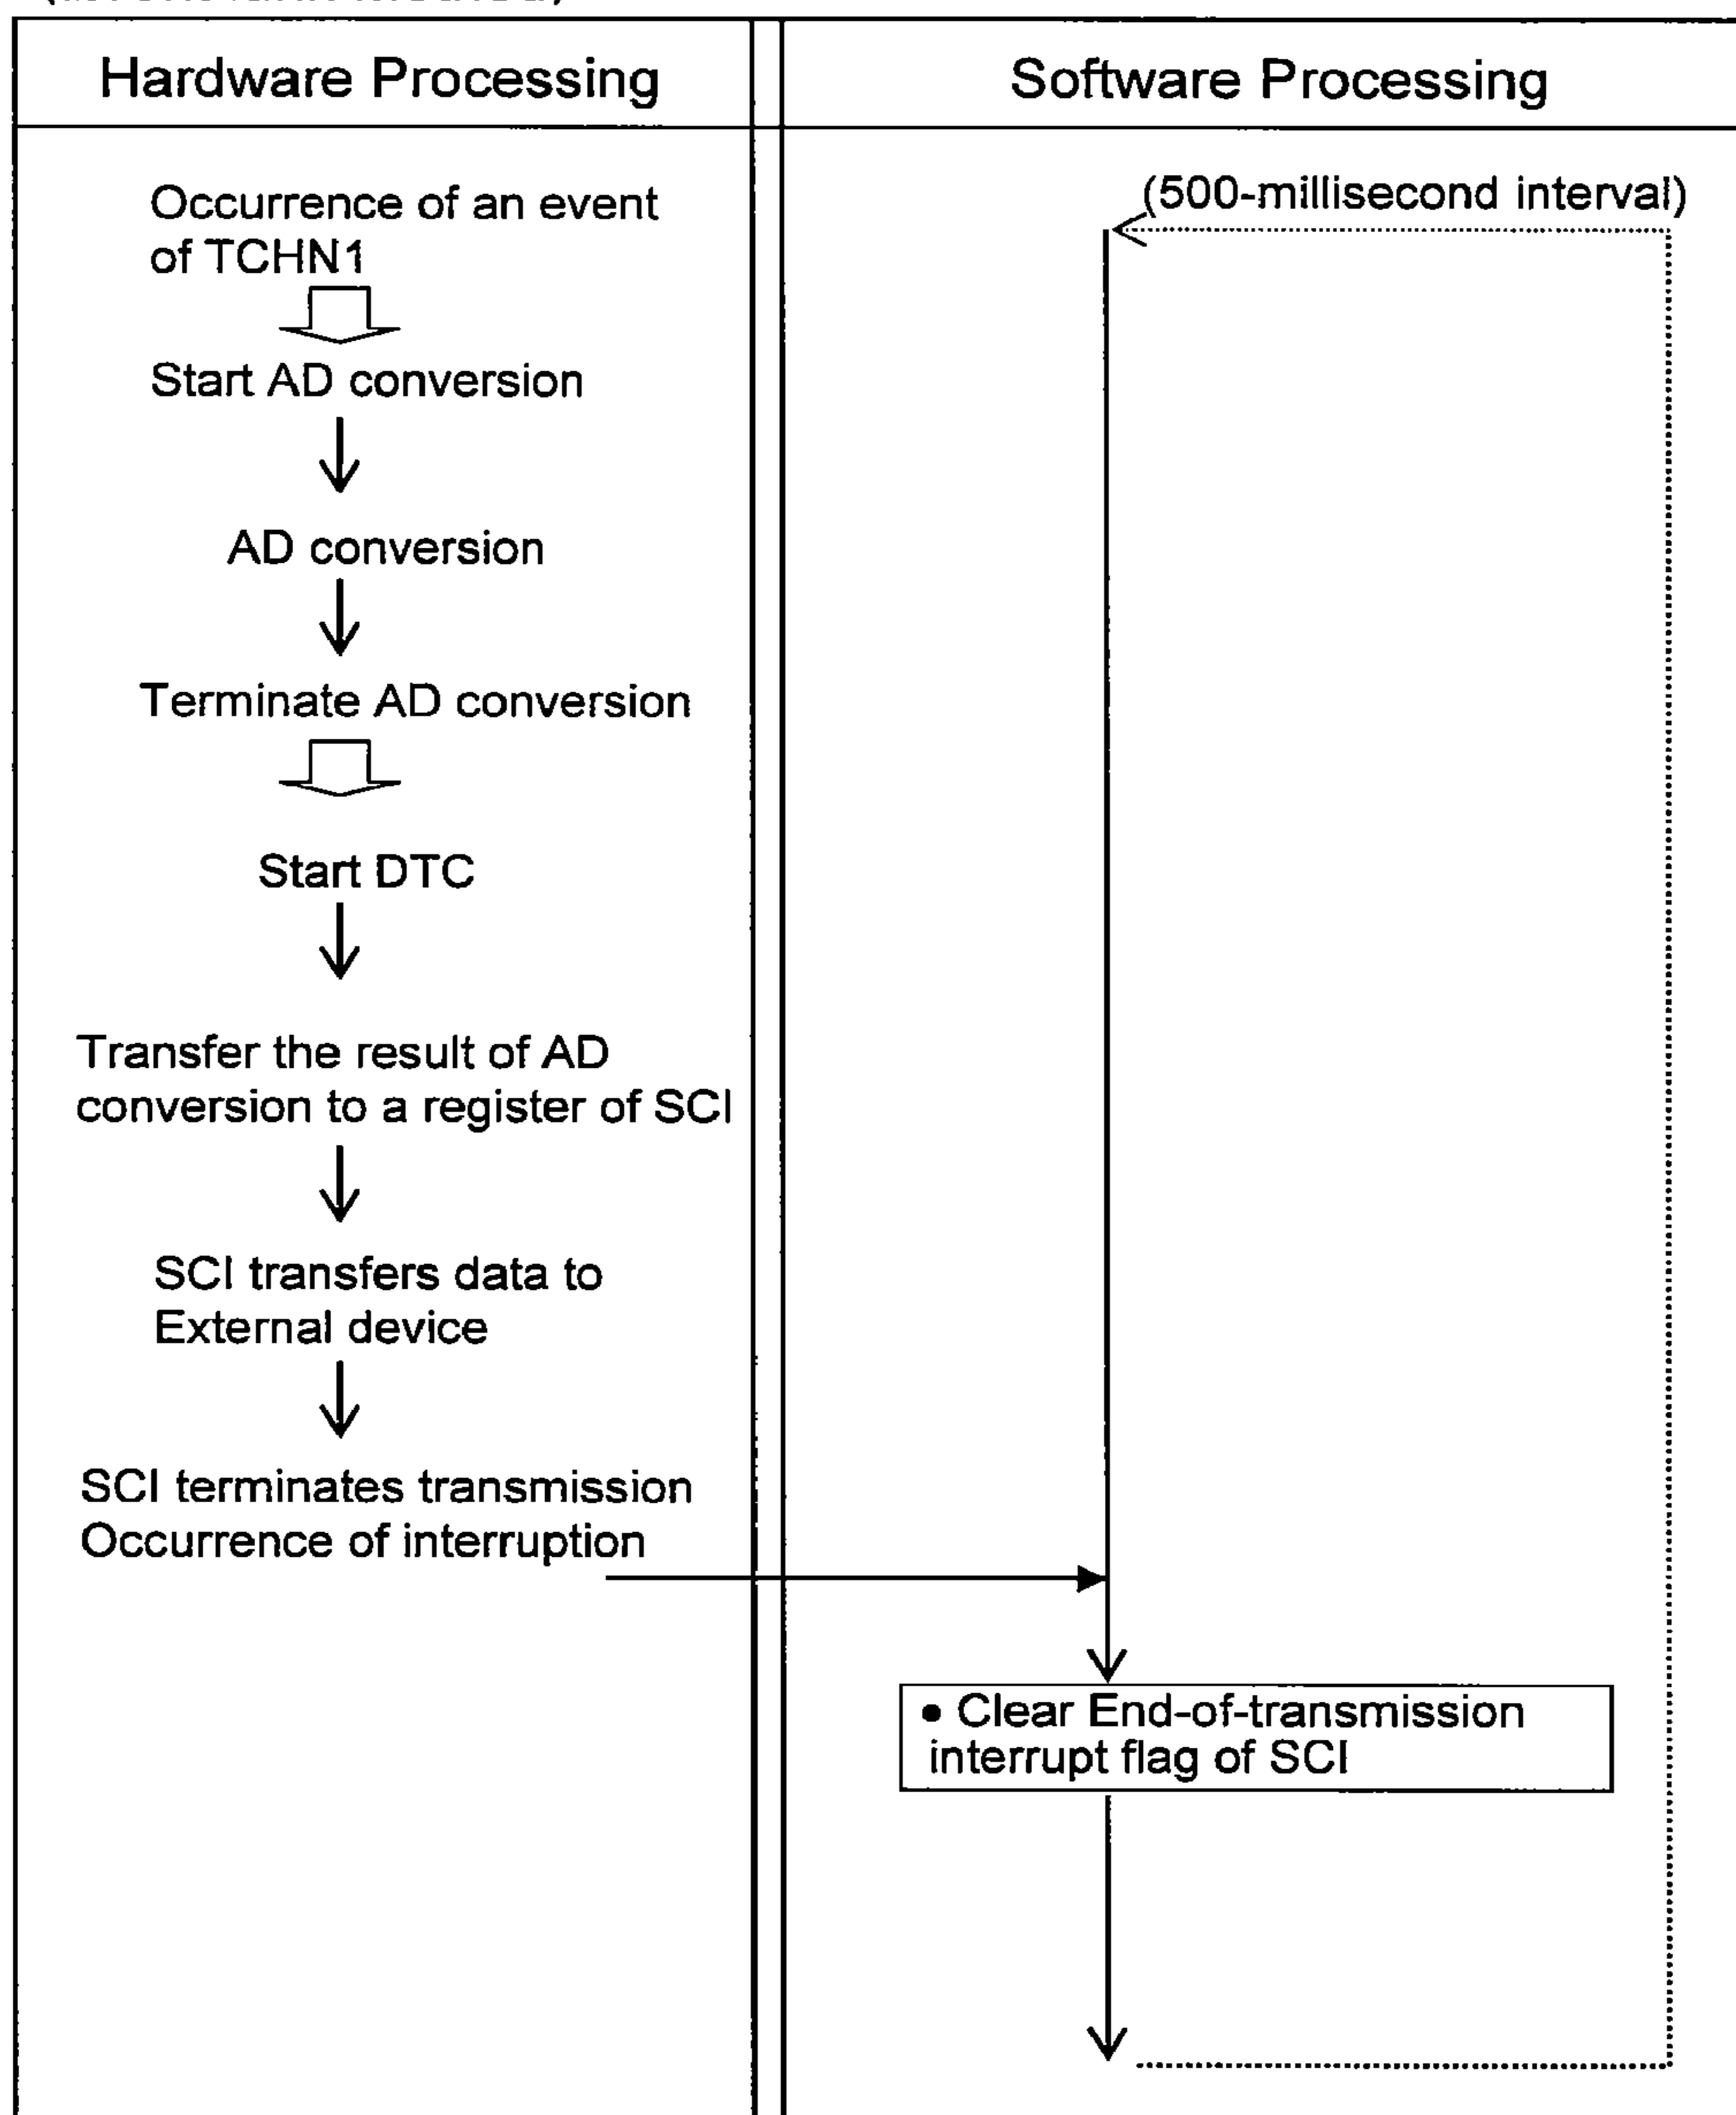 Hardware Processing
Software Processing
Occurrence of an event
of TCHN1
Start AD conversion
AD conversion
Terminate AD conversion
Start DTC
Transfer the result of AD
conversion to a register of SCI
SCI transfers data to
External device
SCI terminates transmission
Occurrence of interruption
(500-millisecond interval)
● Clear End-of-transmission
interrupt flag of SCI